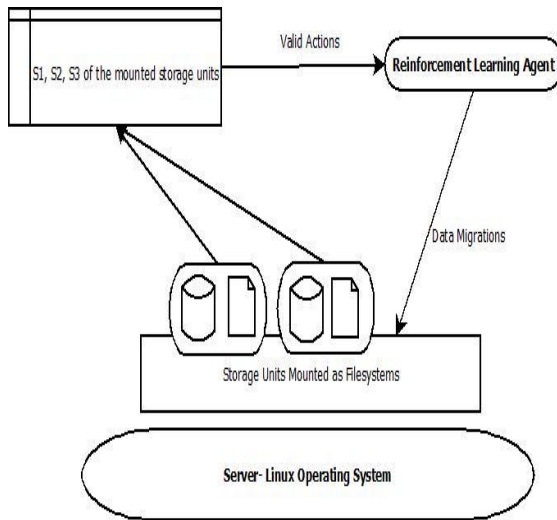 Valid Actions
S1, S2, S3 of the mounted storage units
Reinforcement Learning Agent
Data Migrations
Storage Units Mounted as Filesystems
Server- Linux Operating System